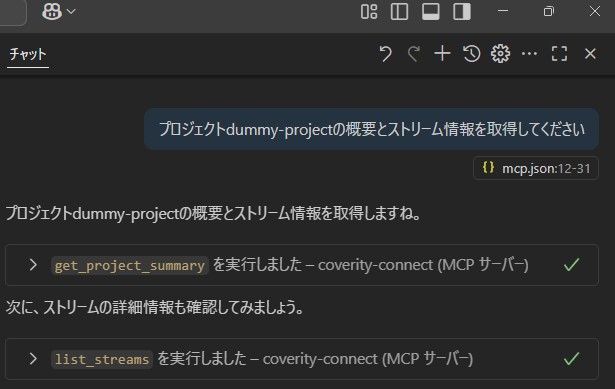 チャット
プロジェクトdummy-projectの概要とストリーム情報を取得してください
{} mcp.json:12-31
プロジェクトdummy-projectの概要とストリーム情報を取得しますね。
get_project_summary を実行しました – coverity-connect (MCP サーバー)
次に、ストリームの詳細情報も確認してみましょう。
list_streams を実行しました – coverity-connect (MCP サーバー)